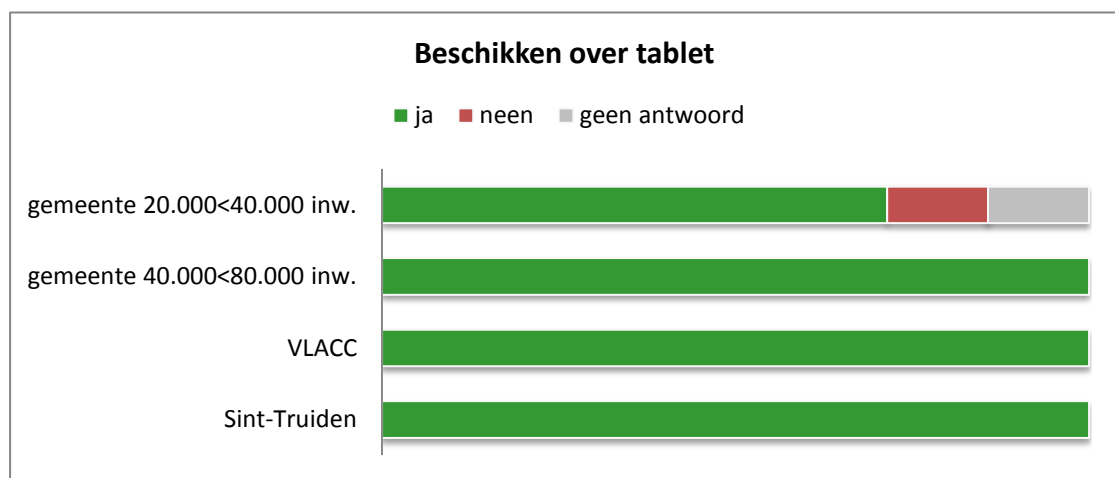 Beschikken over tablet
ja neen geen antwoord
gemeente 20.000<40.000 inw.
gemeente 40.000<80.000 inw.
VLACC
Sint-Truiden